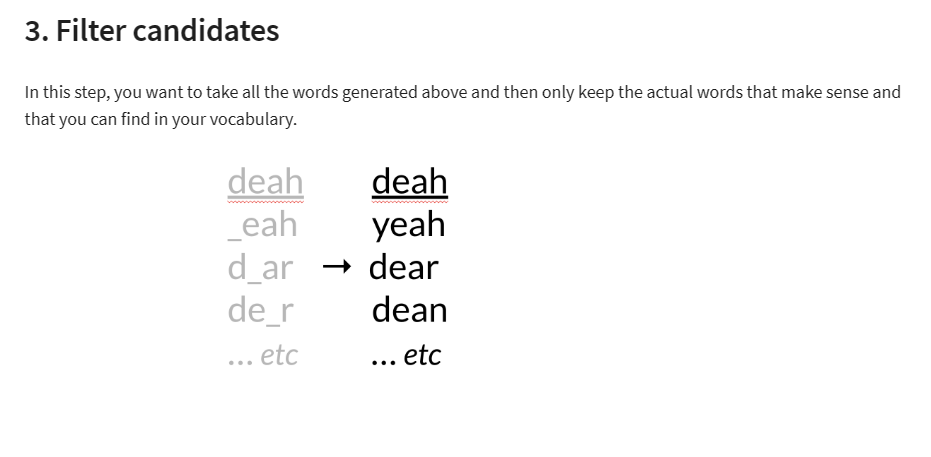 3. Filter candidates
In this step, you want to take all the words generated above and then only keep the actual words that make sense and
that you can find in your vocabulary.
deah deah
_eah yeah
d_ar → dear
de_r dean
... etc ... etc